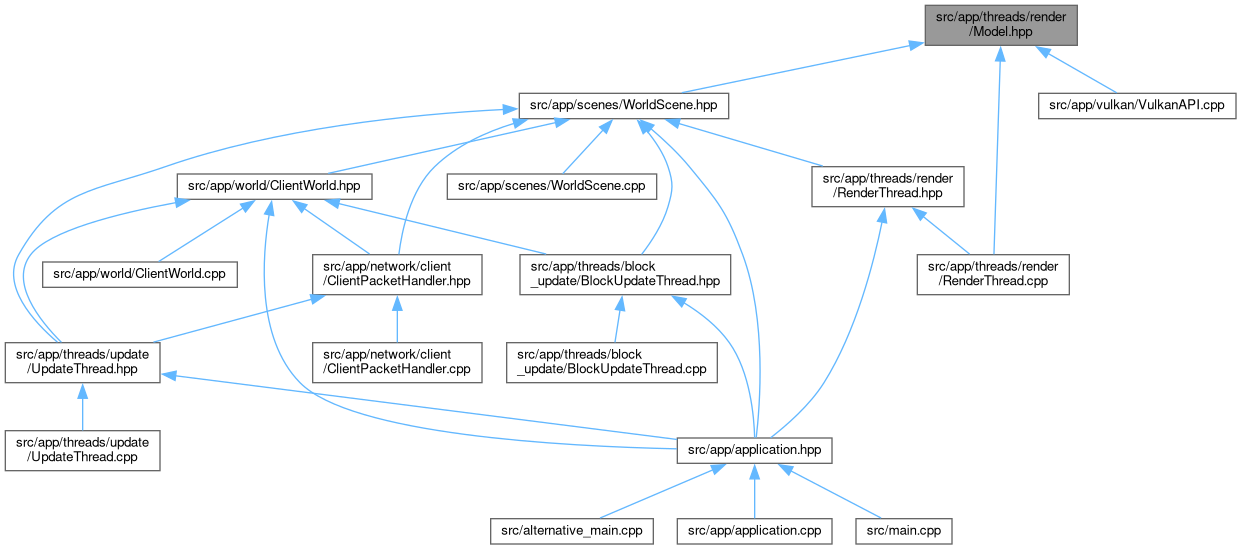 src/app/threads/render
/Model.hpp
src/app/scenes/WorldScene.hpp
src/app/vulkan/VulkanAPI.cpp
src/app/world/ClientWorld.hpp
src/app/scenes/WorldScene.cpp
src/app/threads/render
/RenderThread.hpp
src/app/world/ClientWorld.cpp
src/app/network/client
/ClientPacketHandler.hpp
src/app/threads/block
_update/BlockUpdateThread.hpp
src/app/threads/render
/RenderThread.cpp
src/app/threads/update
/UpdateThread.hpp
src/app/network/client
/ClientPacketHandler.cpp
src/app/threads/block
_update/BlockUpdateThread.cpp
src/app/threads/update
/UpdateThread.cpp
src/app/application.hpp
src/alternative_main.cpp
src/app/application.cpp
src/main.cpp